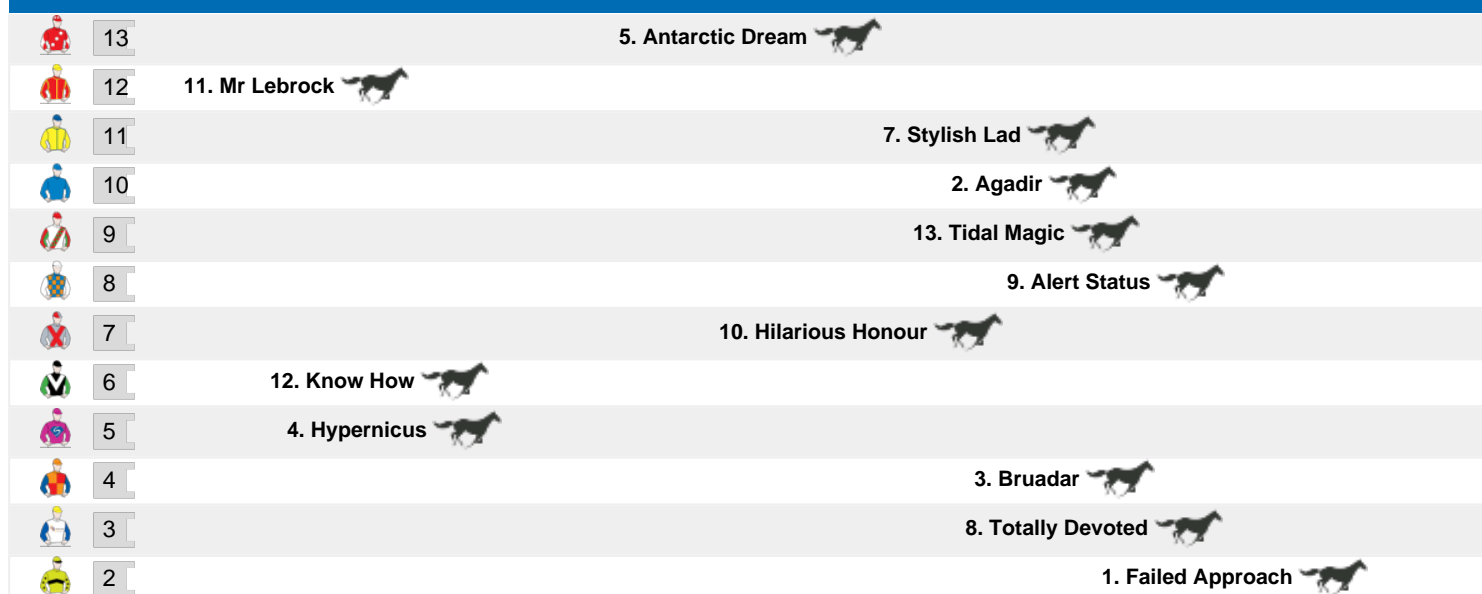 13 5. Antarctic Dream
12 11. Mr Lebrock
11 7. Stylish Lad
10 2. Agadir
9 13. Tidal Magic
8 9. Alert Status
7 10. Hilarious Honour
6 12. Know How
5 4. Hypernicus
4 3. Bruadar
3 8. Totally Devoted
2 1. Failed Approach